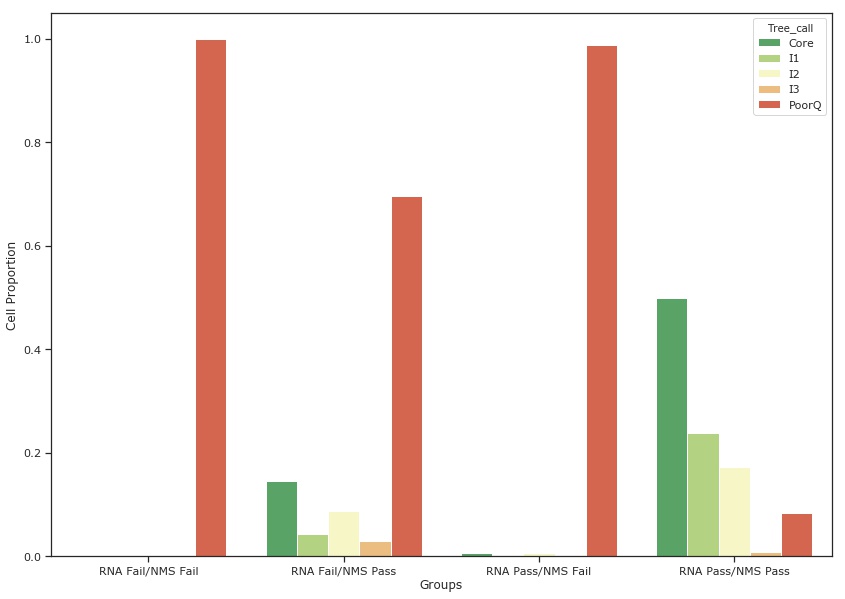 Tree_call
Core
I1
I2
I3
PoorQ
1.0
0.8
0.6
0.4
0.2
0.0
Cell Proportion
RNA Fail/NMS Fail
RNA Fail/NMS Pass
RNA Pass/NMS Fail
RNA Pass/NMS Pass
Groups